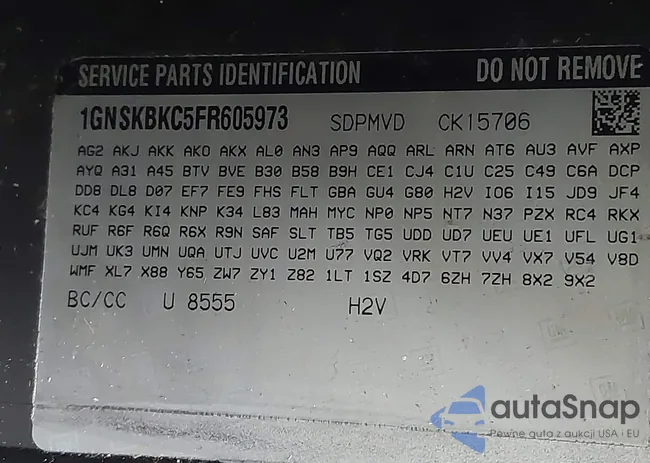 SERVICE PARTS IDENTIFICATION DO NOT REMOVE
1GNSKBKC5FR605973 SDPMVD CK15706
AG2 AKJ AKK AKO AKX AL0 AN3 AP9 AQQ ARL ARN AT6 AU3 AVF AXP
AYQ A31 A45 BTV BVE B30 B58 B9H CE1 CJ4 C1U C25 C49 C6A DCP
DD8 DL8 D07 EF7 FE9 FHS FLT GBA GU4 G80 H2V IO6 I15 JD9 JF4
KC4 KG4 KI4 KNP K34 L83 MAH MYC NP0 NP5 NT7 N37 PZX RC4 RKX
RUF R6F R6Q R6X R9N SAF SLT TB5 TG5 UDD UD7 UEU UE1 UFL UG1
UJM UK3 UMN UQA UTJ UVC U2M U77 VQ2 VRK VT7 VV4 VX7 V54 V8D
WMF XL7 X88 Y65 ZW7 ZY1 Z82 1LT 1SZ 4D7 6ZH 7ZH 8X2 9X2
BC/CC U 8555 H2V
autaSnap
Pewne auta z aukcji USA · EU